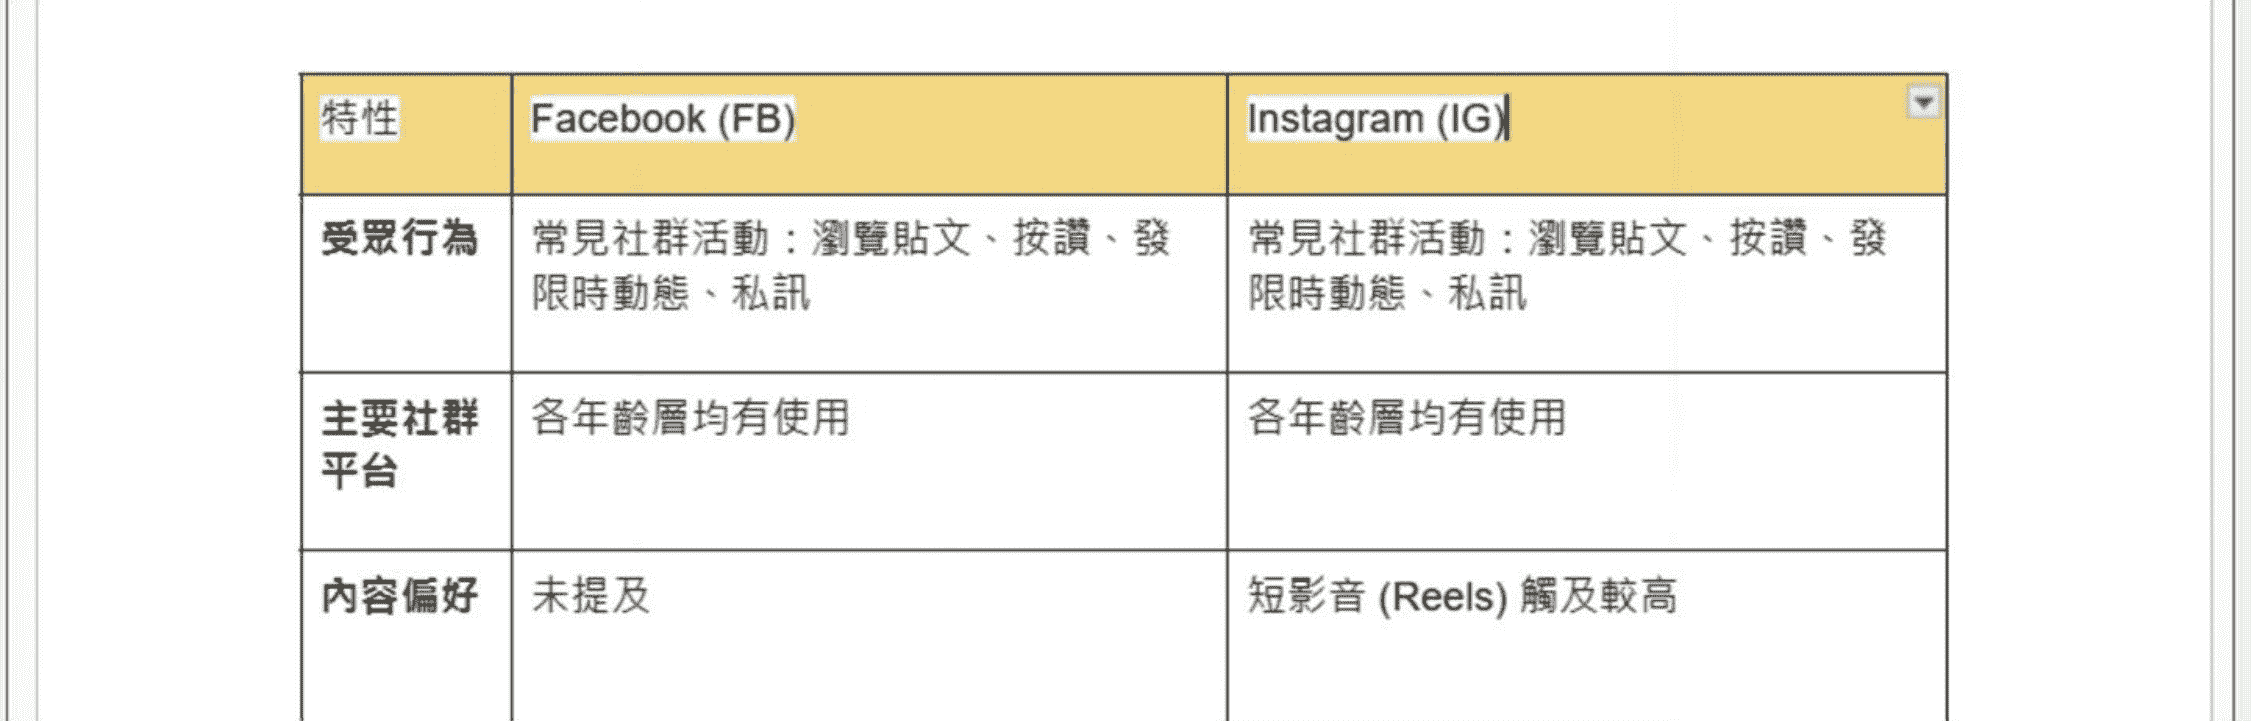 特性
Facebook (FB)
Instagram (IG)
受眾行為
常見社群活動：瀏覽貼文、按讚、發
限時動態、私訊
常見社群活動：瀏覽貼文、按讚、發
限時動態、私訊
主要社群
平台
各年齡層均有使用
各年齡層均有使用
內容偏好
未提及
短影音 (Reels) 觸及較高